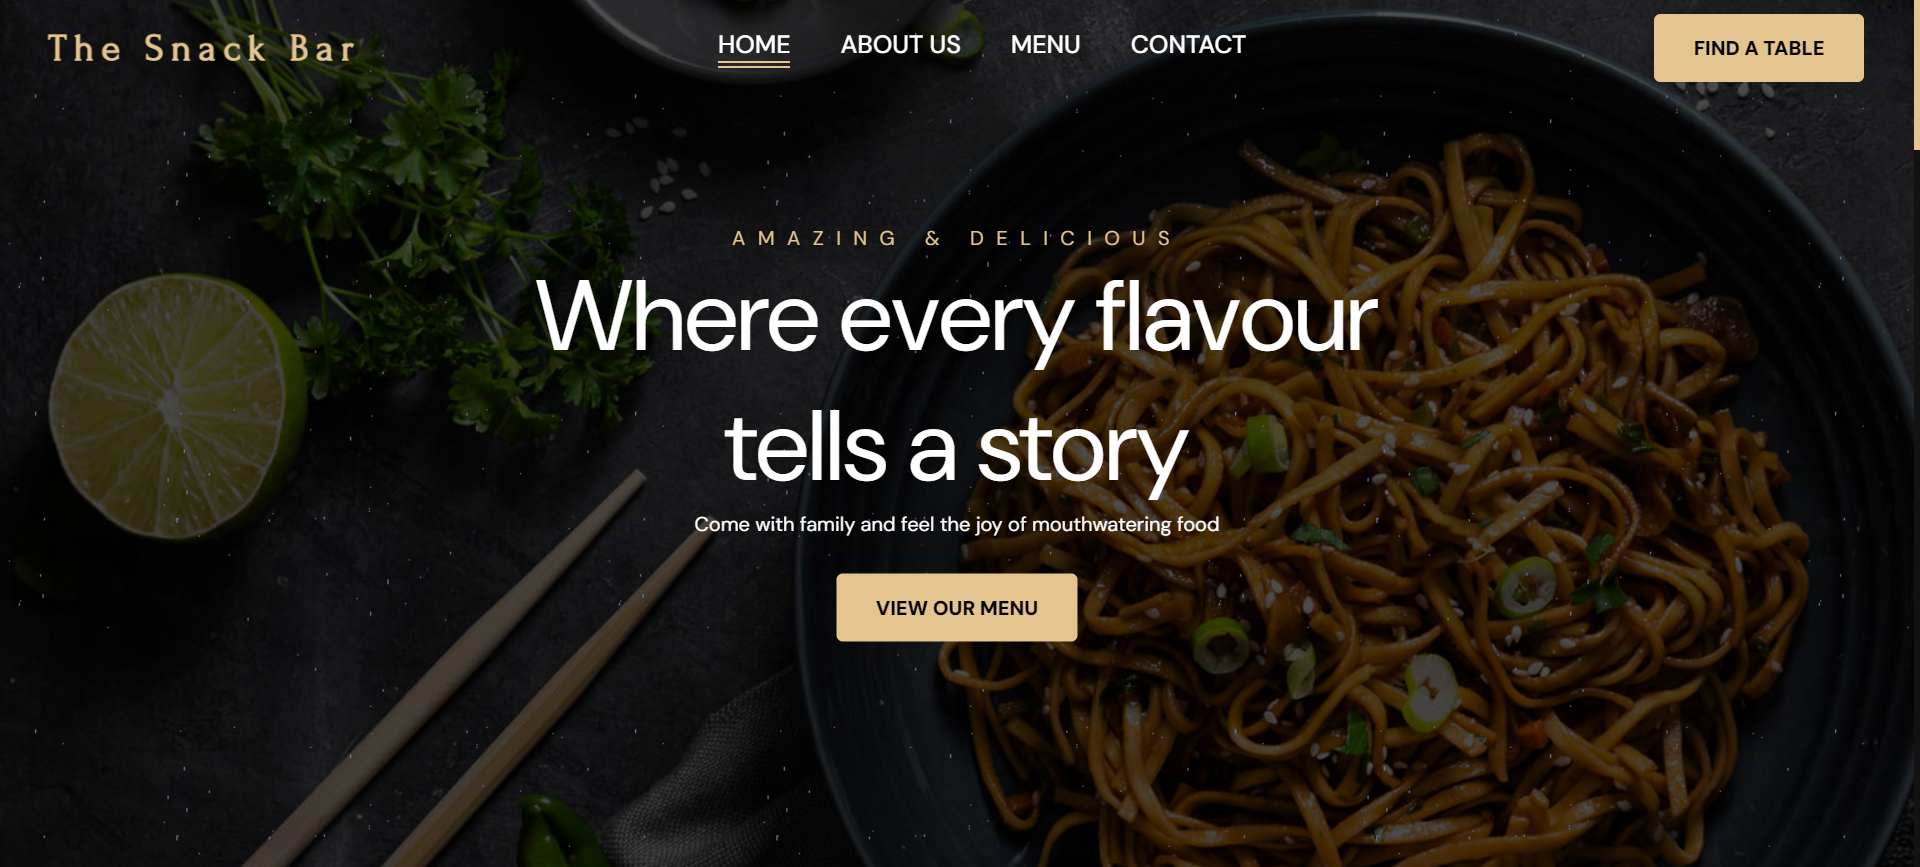 The Snack Bar
HOME ABOUT US MENU CONTACT
FIND A TABLE
AMAZING & DELICIOUS
Where every flavour
tells a story
Come with family and feel the joy of mouthwatering food
VIEW OUR MENU